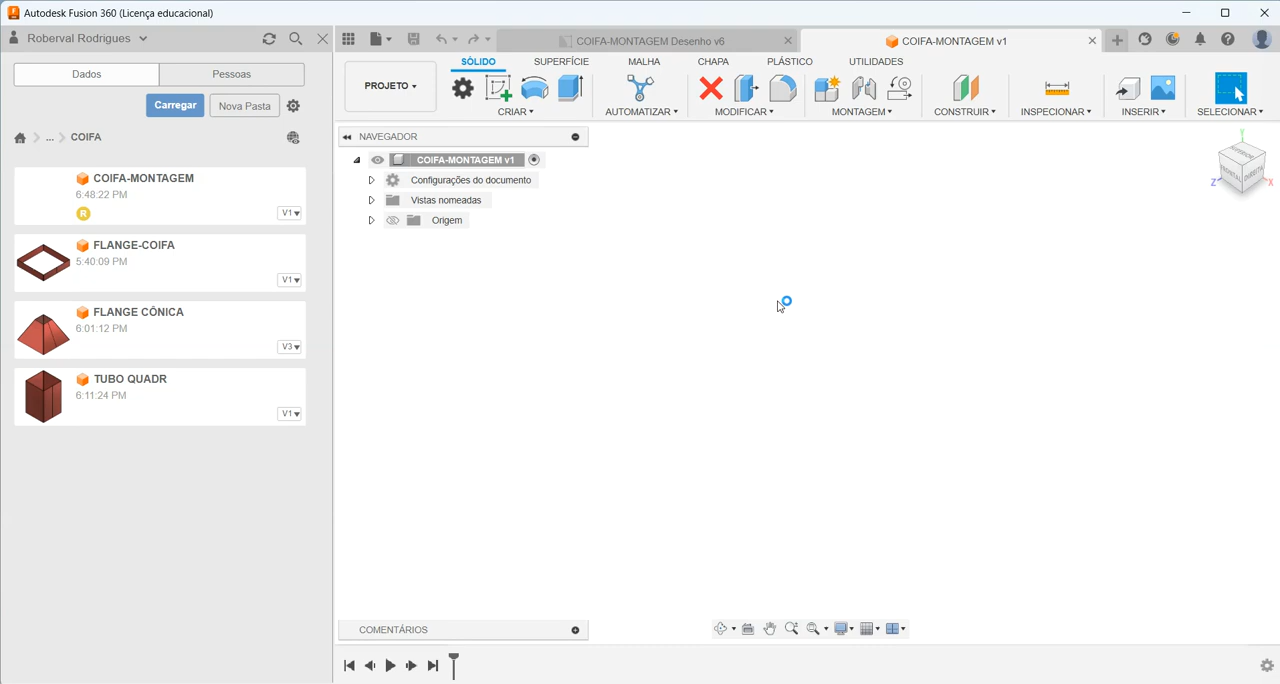 Autodesk Fusion 360 (Licença educacional)
Roberval Rodrigues
COIFA-MONTAGEM Desenho v6
COIFA-MONTAGEM v1
Dados
Pessoas
Carregar
Nova Pasta
... COIFA
COIFA-MONTAGEM
6:48:22 PM
R
V1
FLANGE-COIFA
5:40:09 PM
V1
FLANGE CÔNICA
6:01:12 PM
V3
TUBO QUADR
6:11:24 PM
V1
PROJETO
SÓLIDO
SUPERFÍCIE
MALHA
CHAPA
PLÁSTICO
UTILIDADES
CRIAR
AUTOMATIZAR
MODIFICAR
MONTAGEM
CONSTRUIR
INSPECIONAR
INSERIR
SELECIONAR
NAVEGADOR
COIFA-MONTAGEM v1
Configurações do documento
Vistas nomeadas
Origem
Y
FRONTAL
DIREITA
Z
X
COMENTÁRIOS